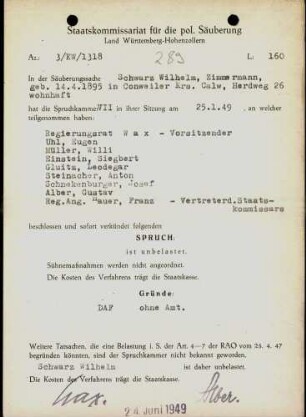 Staatskommissariat für die pol. Säuberung
Land Württemberg-Hohenzollern
Az: 3/KW/1318
289
L: 160
In der Säuberungssache Schwarz Wilhelm, Zimmermann,
geb. 14.4.1895 in Conweiler Krs. Calw, Herdweg 26
wohnhaft
hat die Spruchkammer VII in ihrer Sitzung am 25.1.49 , an welcher
teilgenommen haben:
Regierungsrat W a x - Vorsitzender
Uhl, Eugen
Müller, Willi
Einstein, Siegbert
Gluitz, Leodegar
Steinacher, Anton
Schnekenburger, Josef
Alber, Gustav
Reg.Ang. Hauer, Franz - Vertreterd.Staats-
kommissars
beschlossen und sofort verkündet folgenden
SPRUCH:
ist unbelastet.
Sühnemaßnahmen werden nicht angeordnet.
Die Kosten des Verfahrens trägt die Staatskasse.
Gründe:
DAF ohne Amt.
Weitere Tatsachen, die eine Belastung i. S. der Art. 4-7 der RAO vom 25. 4. 47
begründen könnten, sind der Spruchkammer nicht bekannt geworden.
Schwarz Wilhelm ist daher unbelastet.
Die Kosten des Verfahrens trägt die Staatskasse.
Wax. Alber.
24. Juni 1949